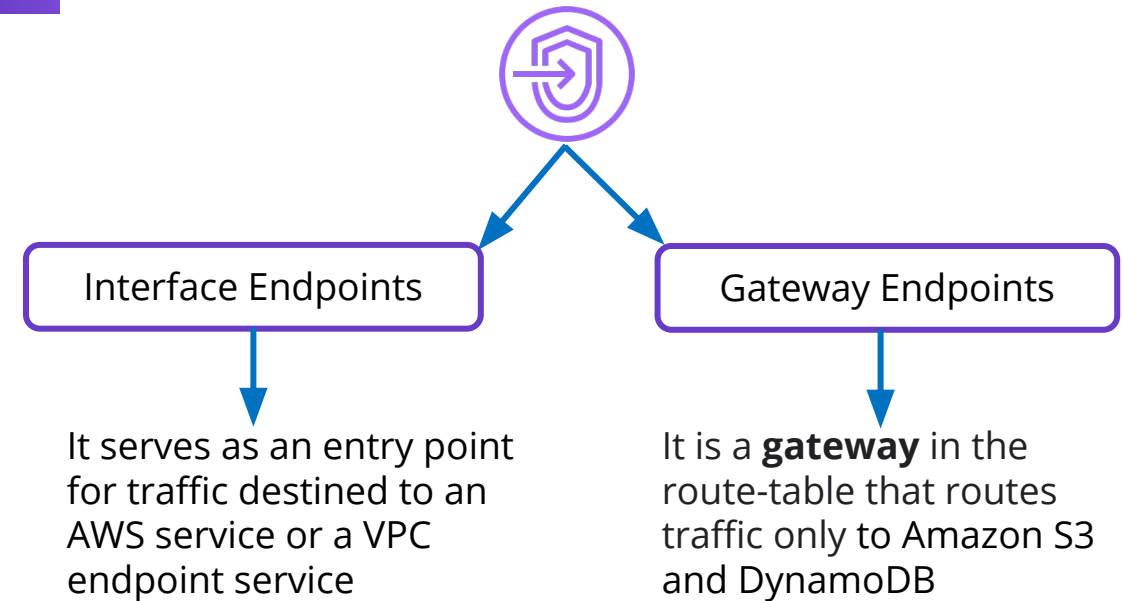 Interface Endpoints
Gateway Endpoints
It serves as an entry point
for traffic destined to an
AWS service or a VPC
endpoint service
It is a gateway in the
route-table that routes
traffic only to Amazon S3
and DynamoDB